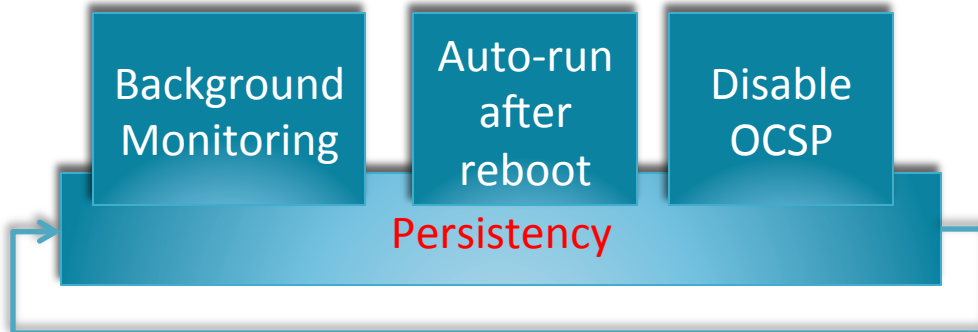 Background
Monitoring
Auto-run
after
reboot
Disable
OCSP
Persistency